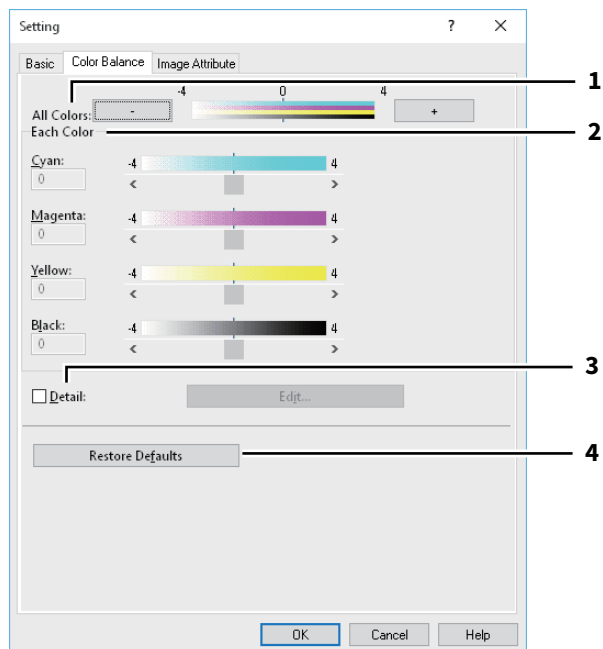 Setting ? ×
Basic Color Balance Image Attribute
-4 0 4
1
All Colors: - +
Each Color
2
Cyan: -4 4
0 < >
Magenta: -4 4
0 < >
Yellow: -4 4
0 < >
Black: -4 4
0 < >
3
Detail: Edit...
Restore Defaults
4
OK Cancel Help